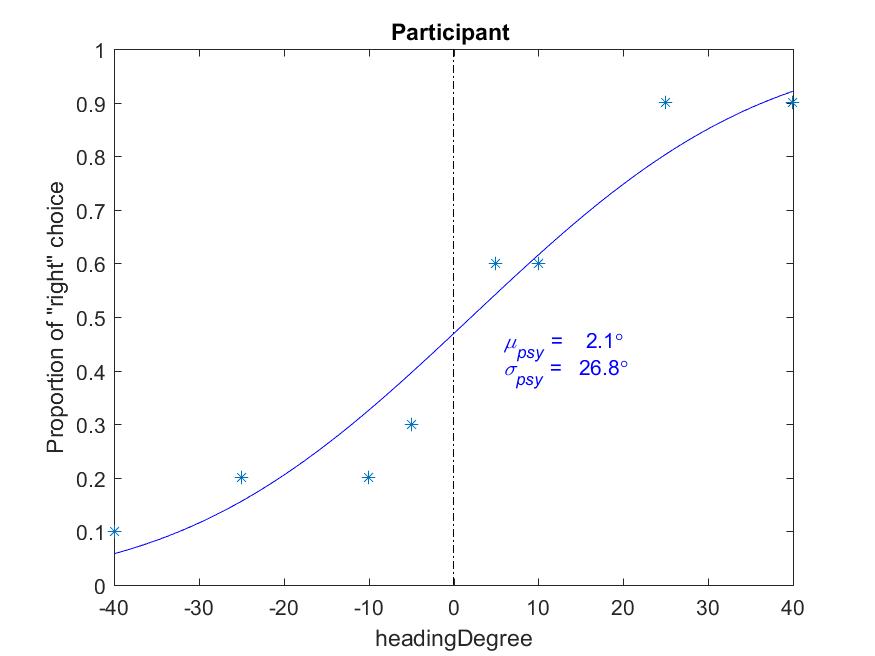 Participant
1
0.9
0.8
0.7
0.6
0.5
0.4
0.3
0.2
0.1
0
Proportion of "right" choice
μpsy = 2.1°
σpsy = 26.8°
-40 -30 -20 -10 0 10 20 30 40
headingDegree